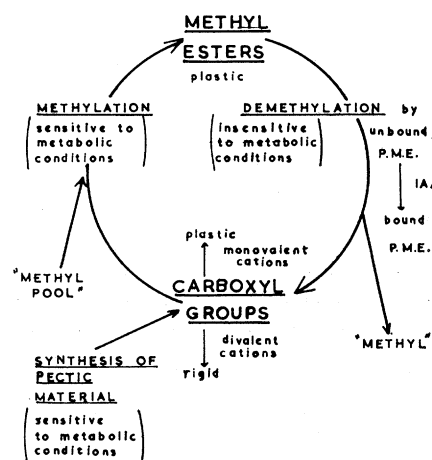 METHYL
ESTERS
plastic
METHYLATION
(sensitive to
metabolic
conditions)
DEMETHYLATION by
(insensitive
to metabolic
conditions)
unbound
P.M.E.
IA
bound
P.M.E.
"METHYL
POOL"
plastic
monovalent
cations
CARBOXYL
GROUPS
divalent
cations
rigid
"METHYL"
SYNTHESIS OF
PECTIC
MATERIAL
(sensitive
to metabolic
conditions)